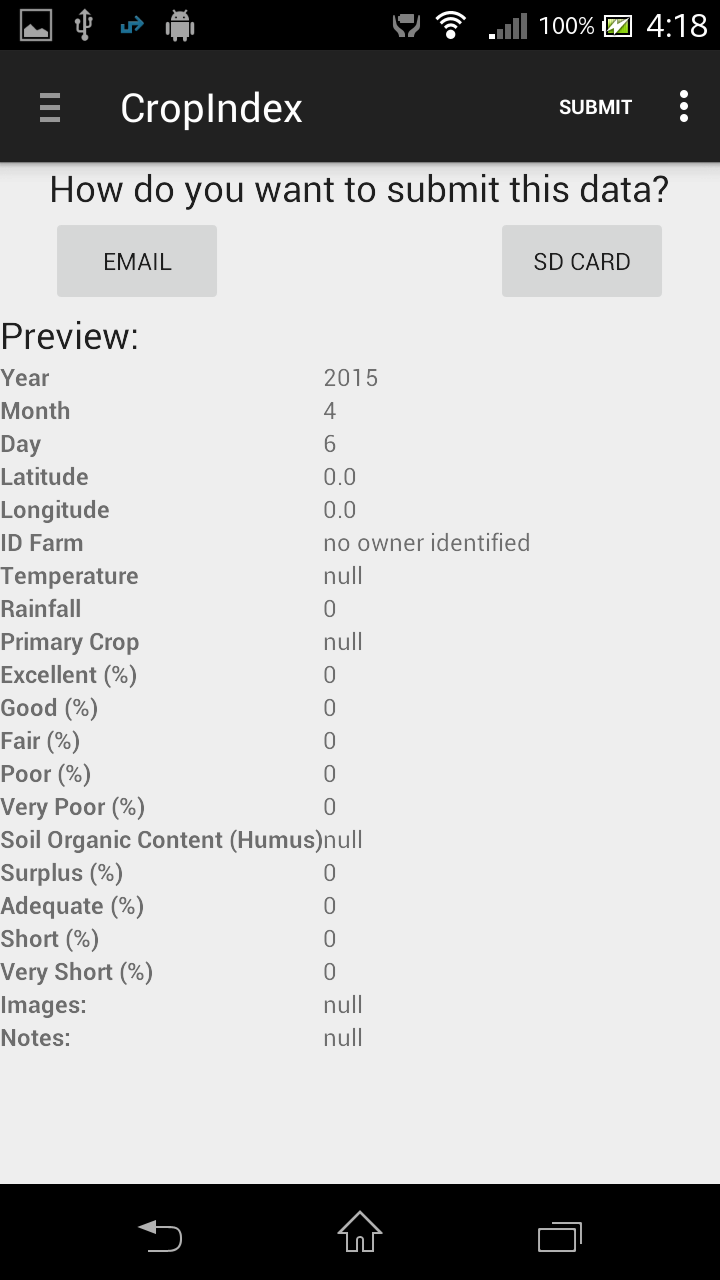 100% 4:18
CropIndex SUBMIT
How do you want to submit this data?
EMAIL SD CARD
Preview:
Year 2015
Month 4
Day 6
Latitude 0.0
Longitude 0.0
ID Farm no owner identified
Temperature null
Rainfall 0
Primary Crop null
Excellent (%) 0
Good (%) 0
Fair (%) 0
Poor (%) 0
Very Poor (%) 0
Soil Organic Content (Humus)null
Surplus (%) 0
Adequate (%) 0
Short (%) 0
Very Short (%) 0
Images: null
Notes: null